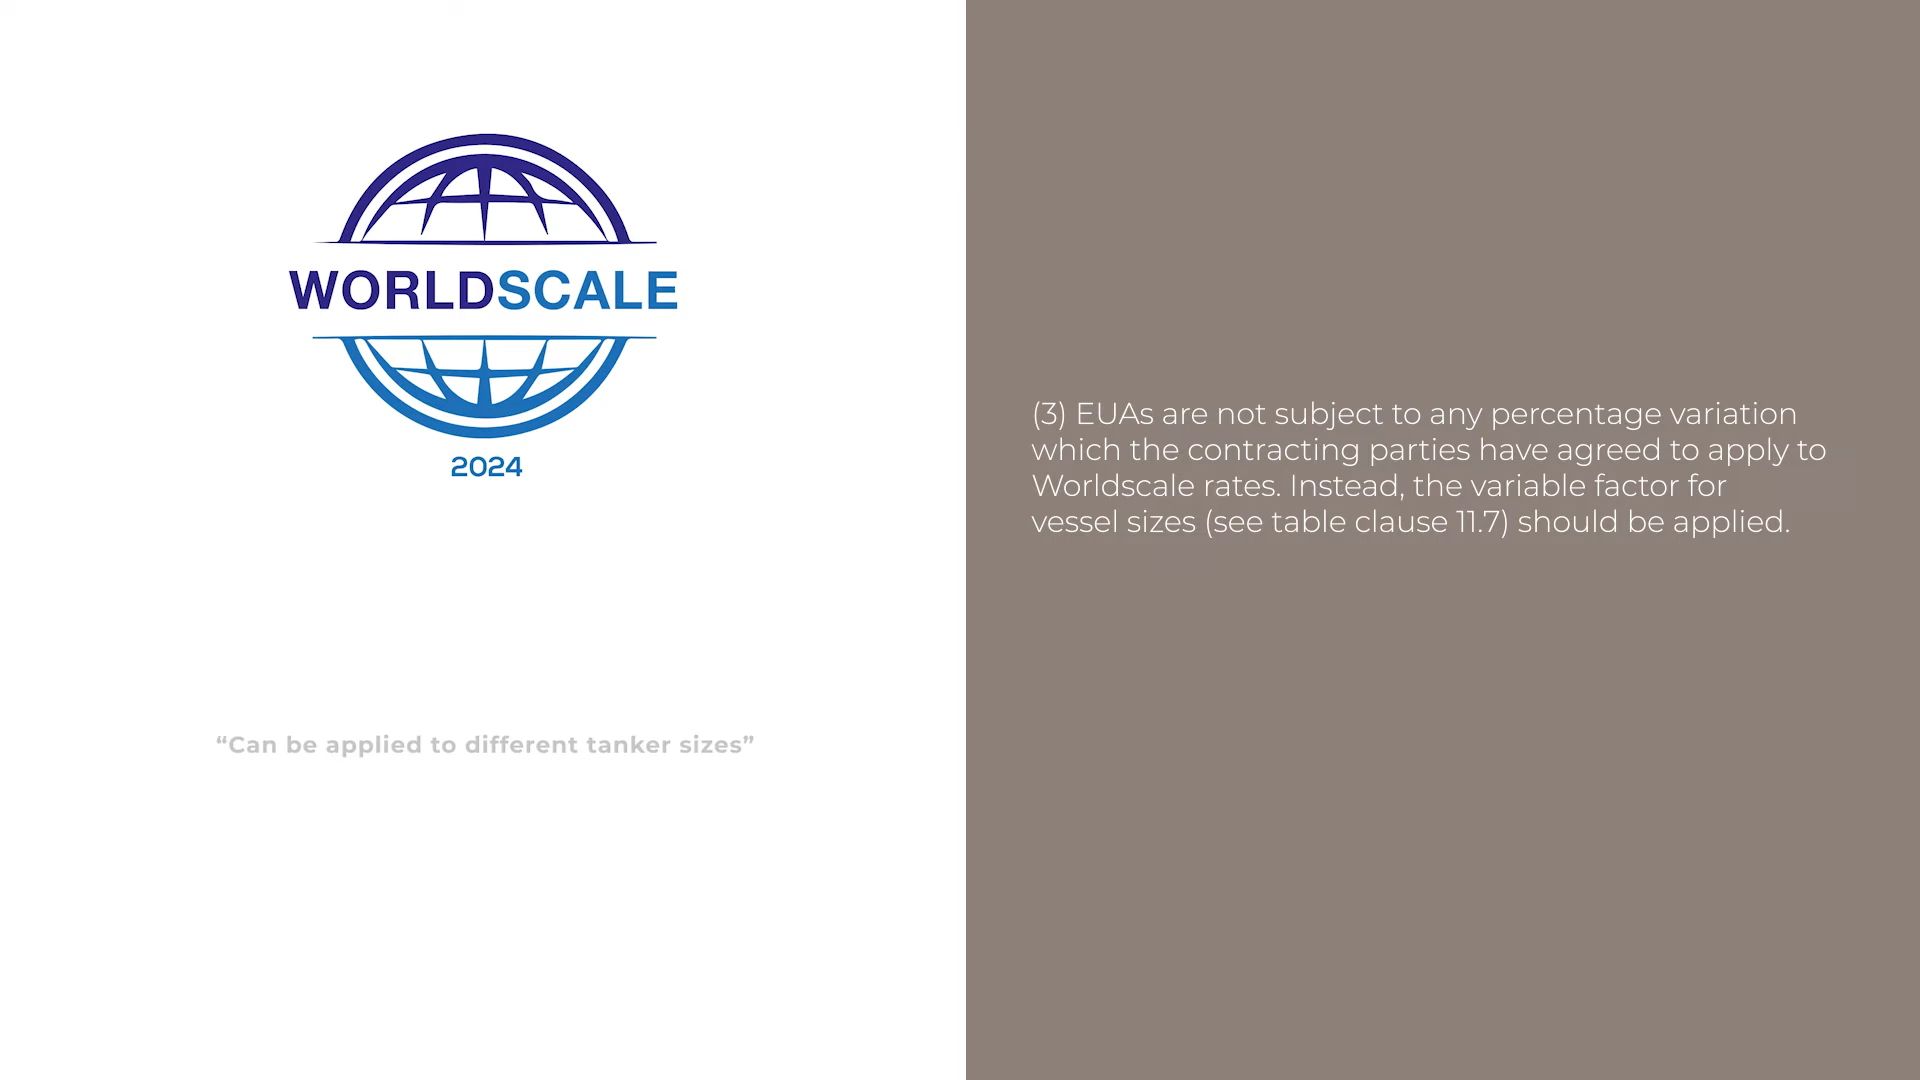 WORLDSCALE
2024
“Can be applied to different tanker sizes”
(3) EUAs are not subject to any percentage variation
which the contracting parties have agreed to apply to
Worldscale rates. Instead, the variable factor for
vessel sizes (see table clause 11.7) should be applied.